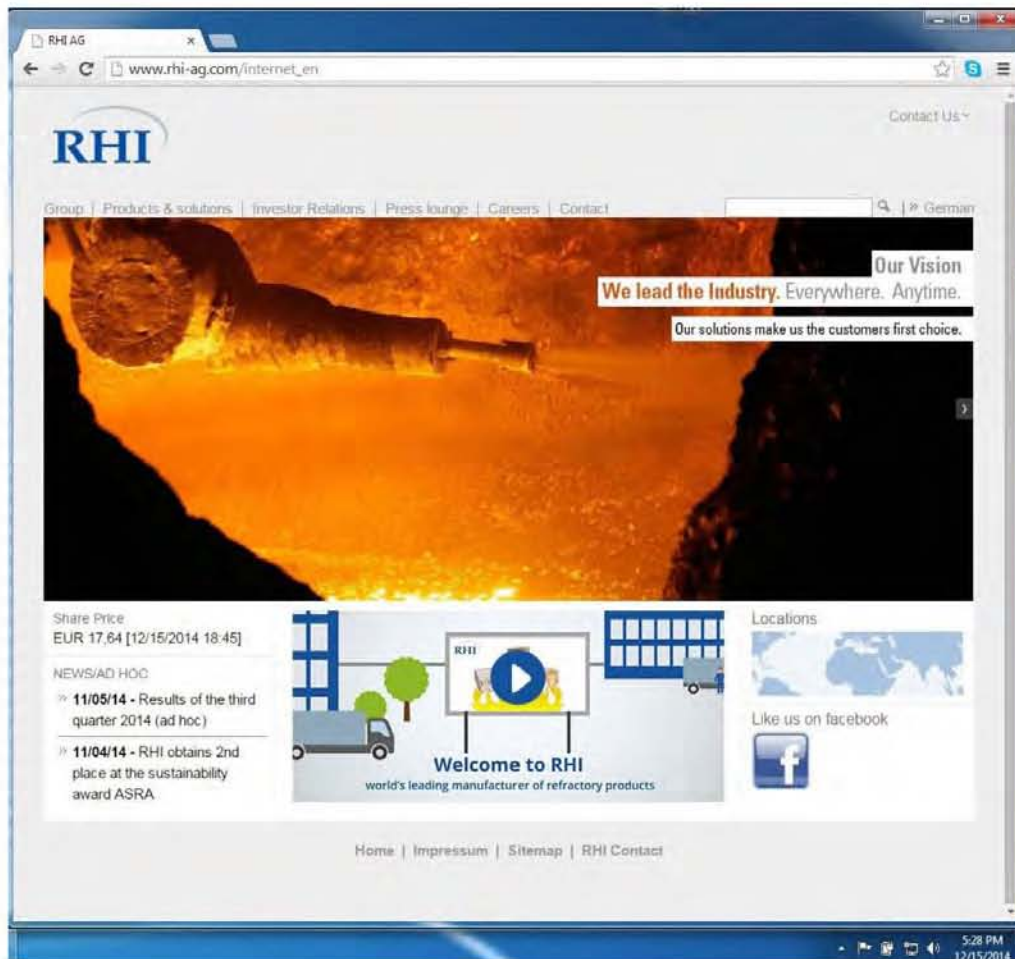 RHI AG
www.rhi-ag.com/internet_en
Contact Us
RHI
Group | Products & solutions | Investor Relations | Press lounge | Careers | Contact
| » German
Our Vision
We lead the Industry. Everywhere. Anytime.
Our solutions make us the customers first choice.
Share Price
EUR 17,64 [12/15/2014 18:45]
NEWS/AD HOC
» 11/05/14 - Results of the third
quarter 2014 (ad hoc)
» 11/04/14 - RHI obtains 2nd
place at the sustainability
award ASRA
RHI
Welcome to RHI
world's leading manufacturer of refractory products
Locations
Like us on facebook
f
Home | Impressum | Sitemap | RHI Contact
5:28 PM
12/15/2014